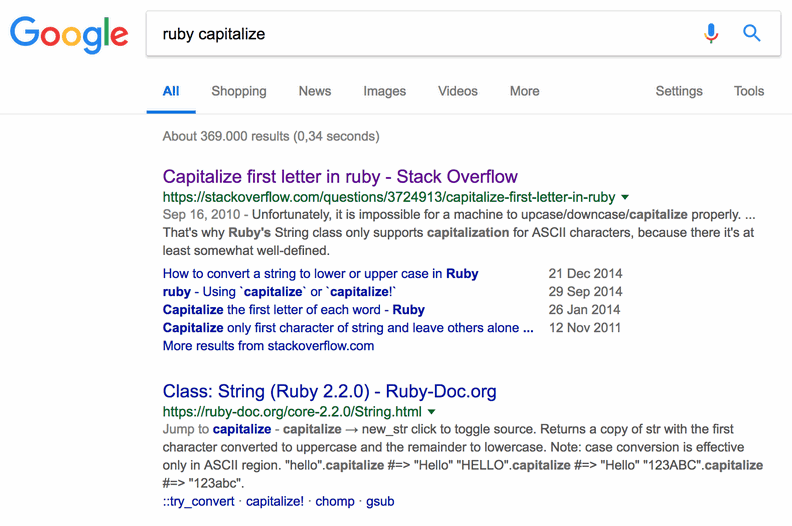 Google ruby capitalize
All Shopping News Images Videos More Settings Tools
About 369.000 results (0,34 seconds)
Capitalize first letter in ruby - Stack Overflow
https://stackoverflow.com/questions/3724913/capitalize-first-letter-in-ruby
Sep 16, 2010 - Unfortunately, it is impossible for a machine to upcase/downcase/capitalize properly. ...
That's why Ruby's String class only supports capitalization for ASCII characters, because there it's at
least somewhat well-defined.
How to convert a string to lower or upper case in Ruby 21 Dec 2014
ruby - Using `capitalize` or `capitalize!` 29 Sep 2014
Capitalize the first letter of each word - Ruby 26 Jan 2014
Capitalize only first character of string and leave others alone ... 12 Nov 2011
More results from stackoverflow.com
Class: String (Ruby 2.2.0) - Ruby-Doc.org
https://ruby-doc.org/core-2.2.0/String.html
Jump to capitalize - capitalize → new_str click to toggle source. Returns a copy of str with the first
character converted to uppercase and the remainder to lowercase. Note: case conversion is effective
only in ASCII region. "hello".capitalize #=> "Hello" "HELLO".capitalize #=> "Hello" "123ABC".capitalize
#=> "123abc".
::try_convert · capitalize! · chomp · gsub